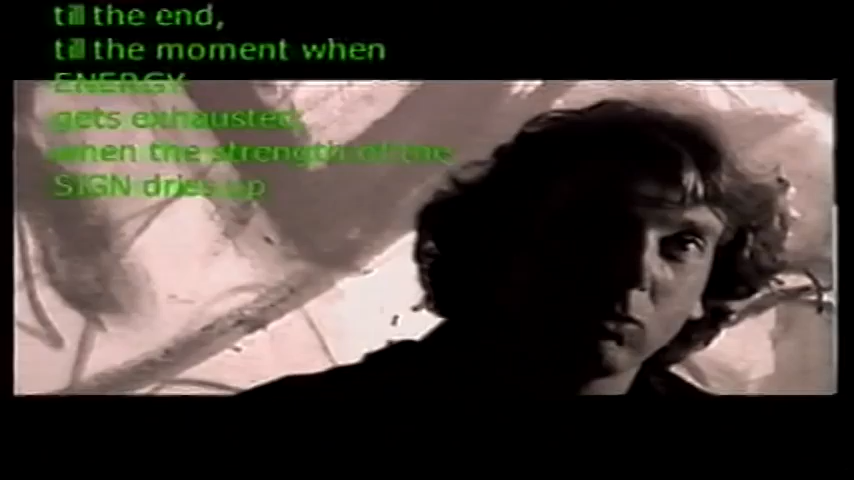 till the end,
till the moment when
ENERGY
gets exhausted,
when the strength of the
SIGN dries up